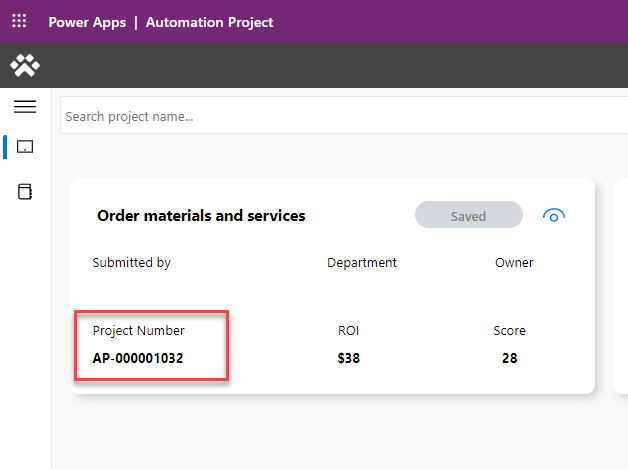 Power Apps | Automation Project
Search project name...
Order materials and services Saved
Submitted by Department Owner
Project Number ROI Score
AP-000001032 $38 28